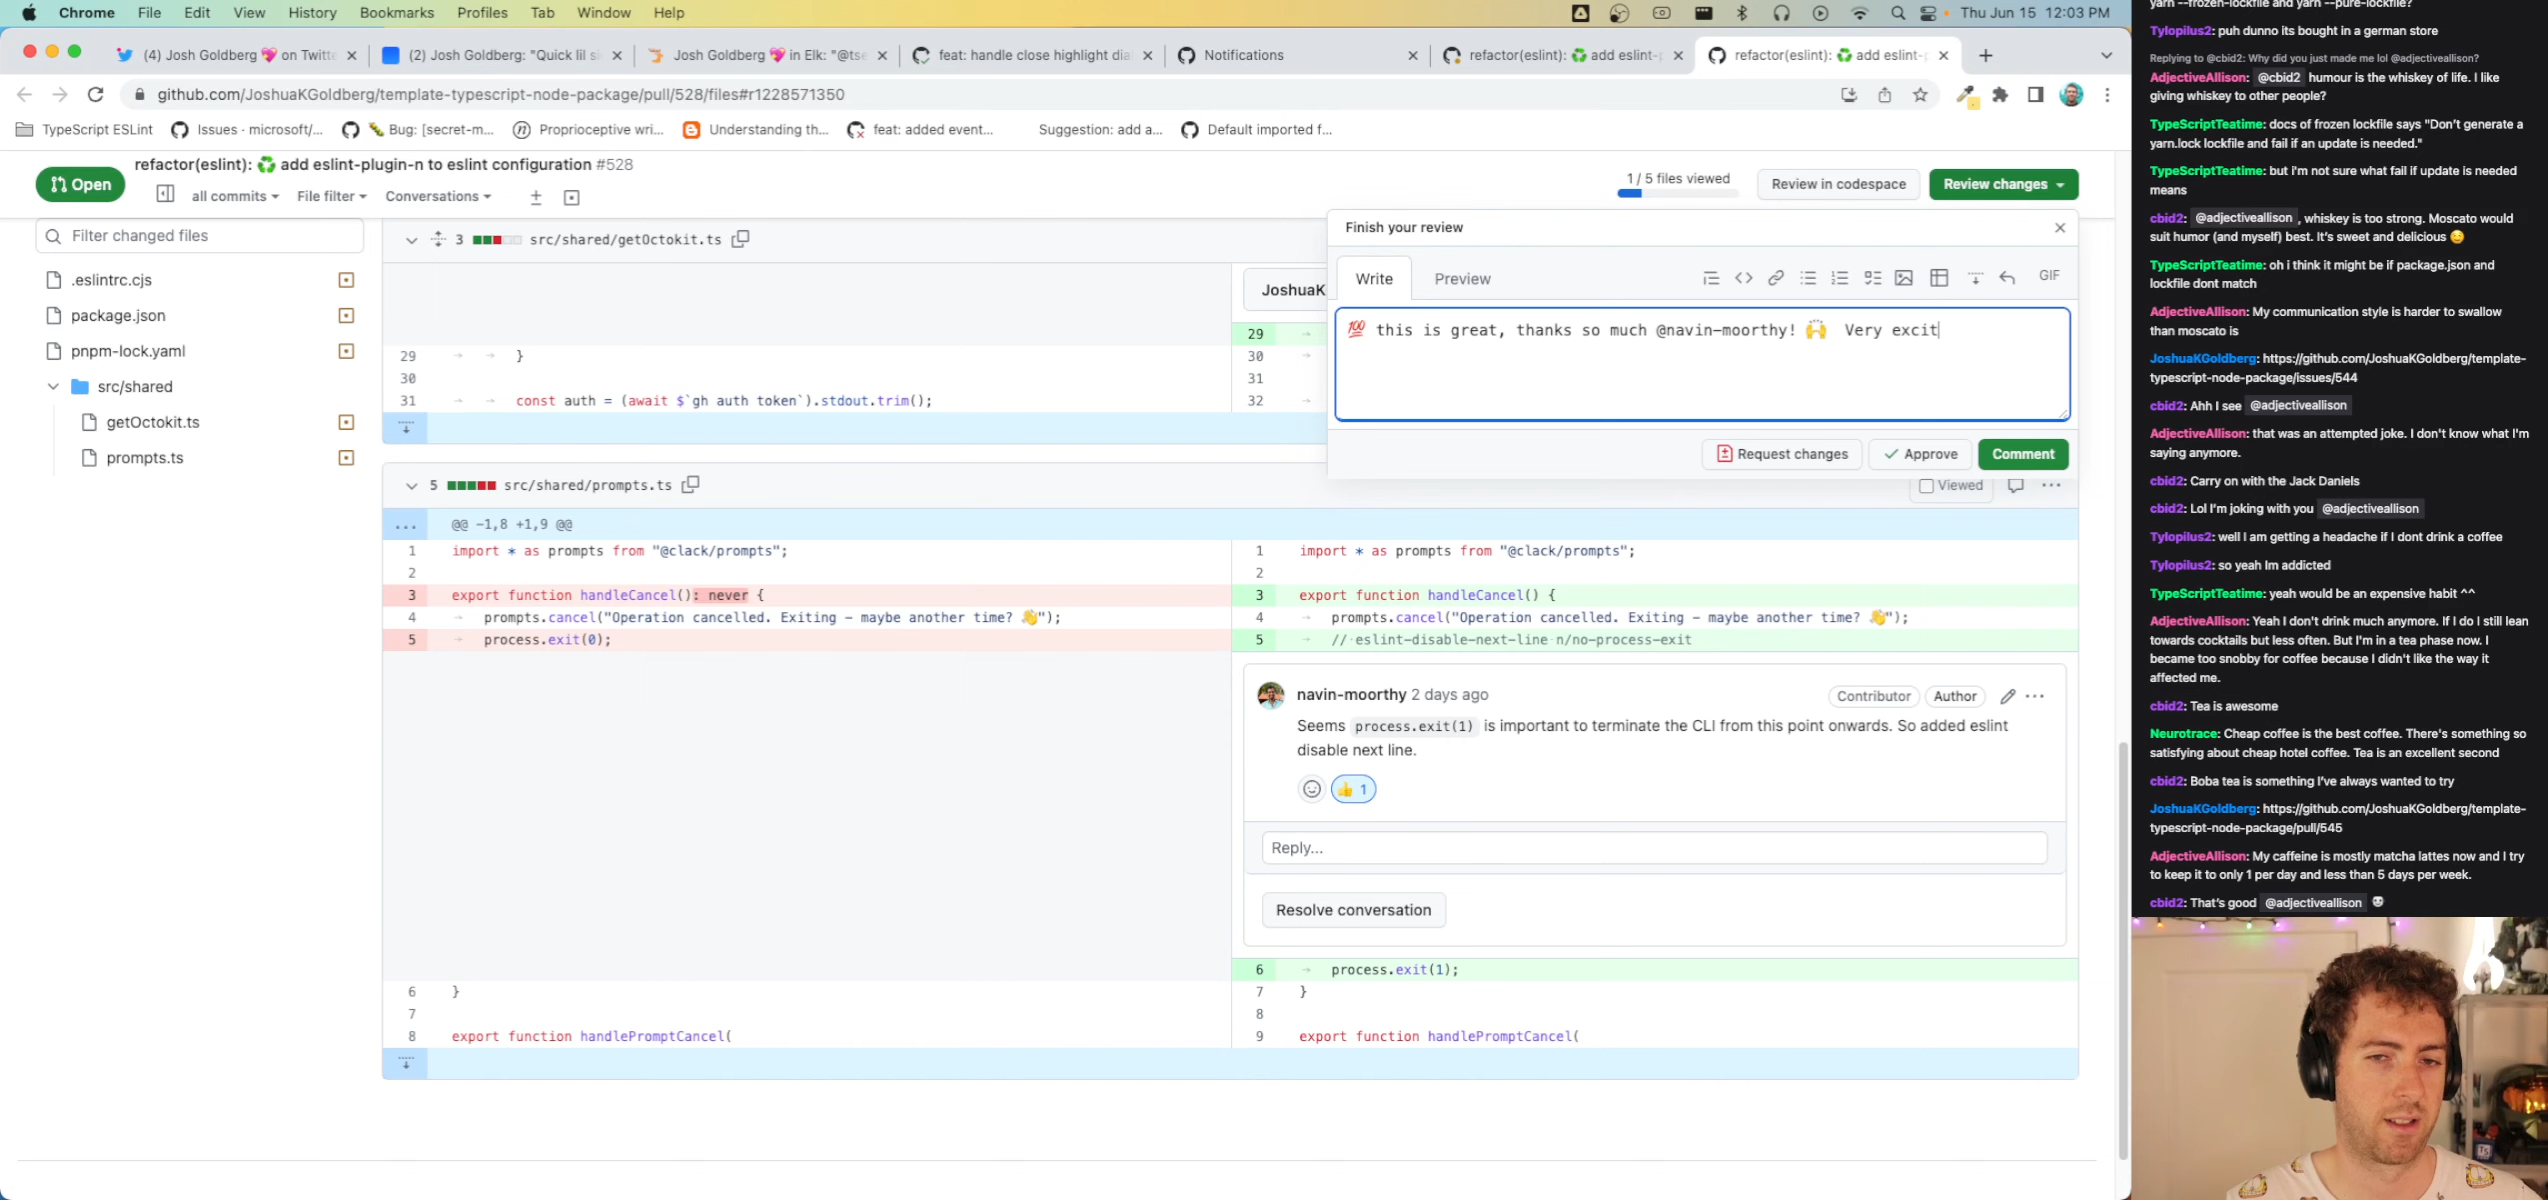 Chrome File Edit View History Bookmarks Profiles Tab Window Help Thu Jun 15 12:03 PM
(4) Josh Goldberg 💖 on Twitte
(2) Josh Goldberg: "Quick lil si
Josh Goldberg 💖 in Elk: "@tse
feat: handle close highlight dia
Notifications
refactor(eslint): ♻️ add eslint-p
refactor(eslint): ♻️ add eslint-
github.com/JoshuaKGoldberg/template-typescript-node-package/pull/528/files#r1228571350
TypeScript ESLint
Issues · microsoft/...
🐛 Bug: [secret-m...
Proprioceptive wri...
Understanding th...
feat: added event...
Suggestion: add a...
Default imported f...
Open
refactor(eslint): ♻️ add eslint-plugin-n to eslint configuration #528
all commits File filter Conversations
1 / 5 files viewed
Review in codespace
Review changes
Filter changed files
.eslintrc.cjs
package.json
pnpm-lock.yaml
src/shared
getOctokit.ts
prompts.ts
3 src/shared/getOctokit.ts
JoshuaK
29
29 }
30
30
31
31 const auth = (await $`gh auth token`).stdout.trim();
32
Finish your review
Write
Preview
GIF
💯 this is great, thanks so much @navin-moorthy! 🙌 Very excit
Request changes
Approve
Comment
5 src/shared/prompts.ts
Viewed
... @@ -1,8 +1,9 @@
1 import * as prompts from "@clack/prompts";
2
3 export function handleCancel(): never {
4 prompts.cancel("Operation cancelled. Exiting - maybe another time? 👋");
5 process.exit(0);
6 }
7
8 export function handlePromptCancel(
1 import * as prompts from "@clack/prompts";
2
3 export function handleCancel() {
4 prompts.cancel("Operation cancelled. Exiting - maybe another time? 👋");
5 // eslint-disable-next-line n/no-process-exit
navin-moorthy 2 days ago
Contributor
Author
Seems process.exit(1) is important to terminate the CLI from this point onwards. So added eslint
disable next line.
👍 1
Reply...
Resolve conversation
6 process.exit(1);
7 }
8
9 export function handlePromptCancel(
yarn --frozen-lockfile and yarn --pure-lockfile?
Tylopilus2: puh dunno its bought in a german store
Replying to @cbid2: Why did you just made me lol @adjectiveallison?
AdjectiveAllison: @cbid2 humour is the whiskey of life. I like
giving whiskey to other people?
TypeScriptTeatime: docs of frozen lockfile says "Don't generate a
yarn.lock lockfile and fail if an update is needed."
TypeScriptTeatime: but i'm not sure what fail if update is needed
means
cbid2: @adjectiveallison , whiskey is too strong. Moscato would
suit humor (and myself) best. It's sweet and delicious 😋
TypeScriptTeatime: oh i think it might be if package.json and
lockfile dont match
AdjectiveAllison: My communication style is harder to swallow
than moscato is
JoshuaKGoldberg: https://github.com/JoshuaKGoldberg/template-
typescript-node-package/issues/544
cbid2: Ahh I see @adjectiveallison
AdjectiveAllison: that was an attempted joke. I don't know what I'm
saying anymore.
cbid2: Carry on with the Jack Daniels
cbid2: Lol I'm joking with you @adjectiveallison
Tylopilus2: well I am getting a headache if I dont drink a coffee
Tylopilus2: so yeah Im addicted
TypeScriptTeatime: yeah would be an expensive habit ^^
AdjectiveAllison: Yeah I don't drink much anymore. If I do I still lean
towards cocktails but less often. But I'm in a tea phase now. I
became too snobby for coffee because I didn't like the way it
affected me.
cbid2: Tea is awesome
Neurotrace: Cheap coffee is the best coffee. There's something so
satisfying about cheap hotel coffee. Tea is an excellent second
cbid2: Boba tea is something I've always wanted to try
JoshuaKGoldberg: https://github.com/JoshuaKGoldberg/template-
typescript-node-package/pull/545
AdjectiveAllison: My caffeine is mostly matcha lattes now and I try
to keep it to only 1 per day and less than 5 days per week.
cbid2: That's good @adjectiveallison